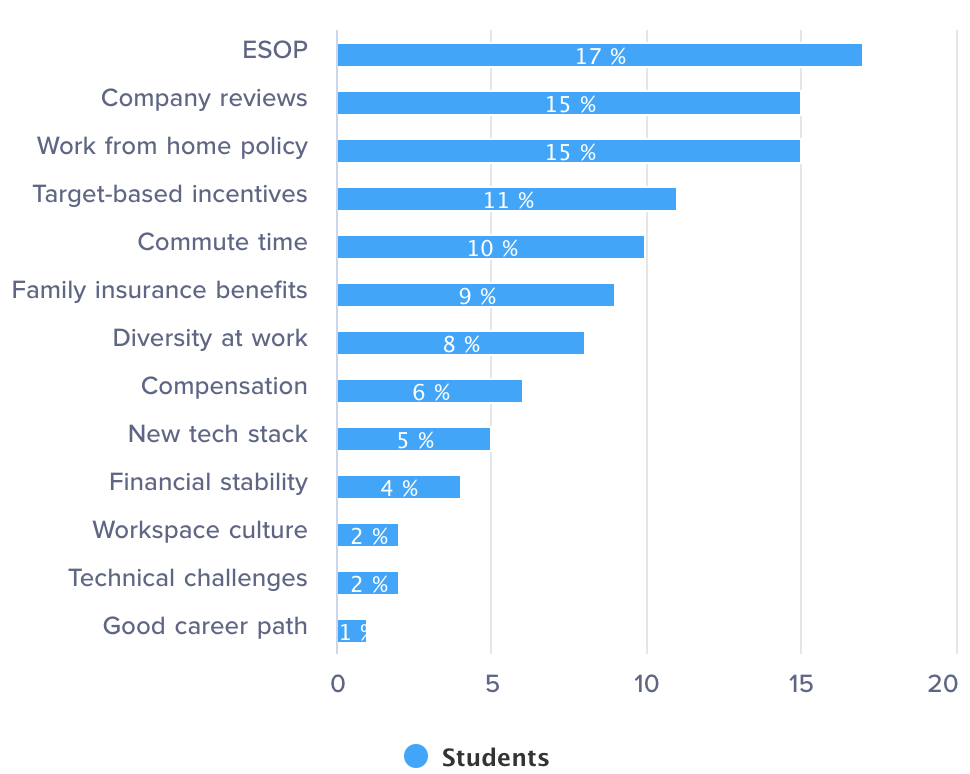 ESOP 17 %
Company reviews 15 %
Work from home policy 15 %
Target-based incentives 11 %
Commute time 10 %
Family insurance benefits 9 %
Diversity at work 8 %
Compensation 6 %
New tech stack 5 %
Financial stability 4 %
Workspace culture 2 %
Technical challenges 2 %
Good career path 1 %
0 5 10 15 20
Students